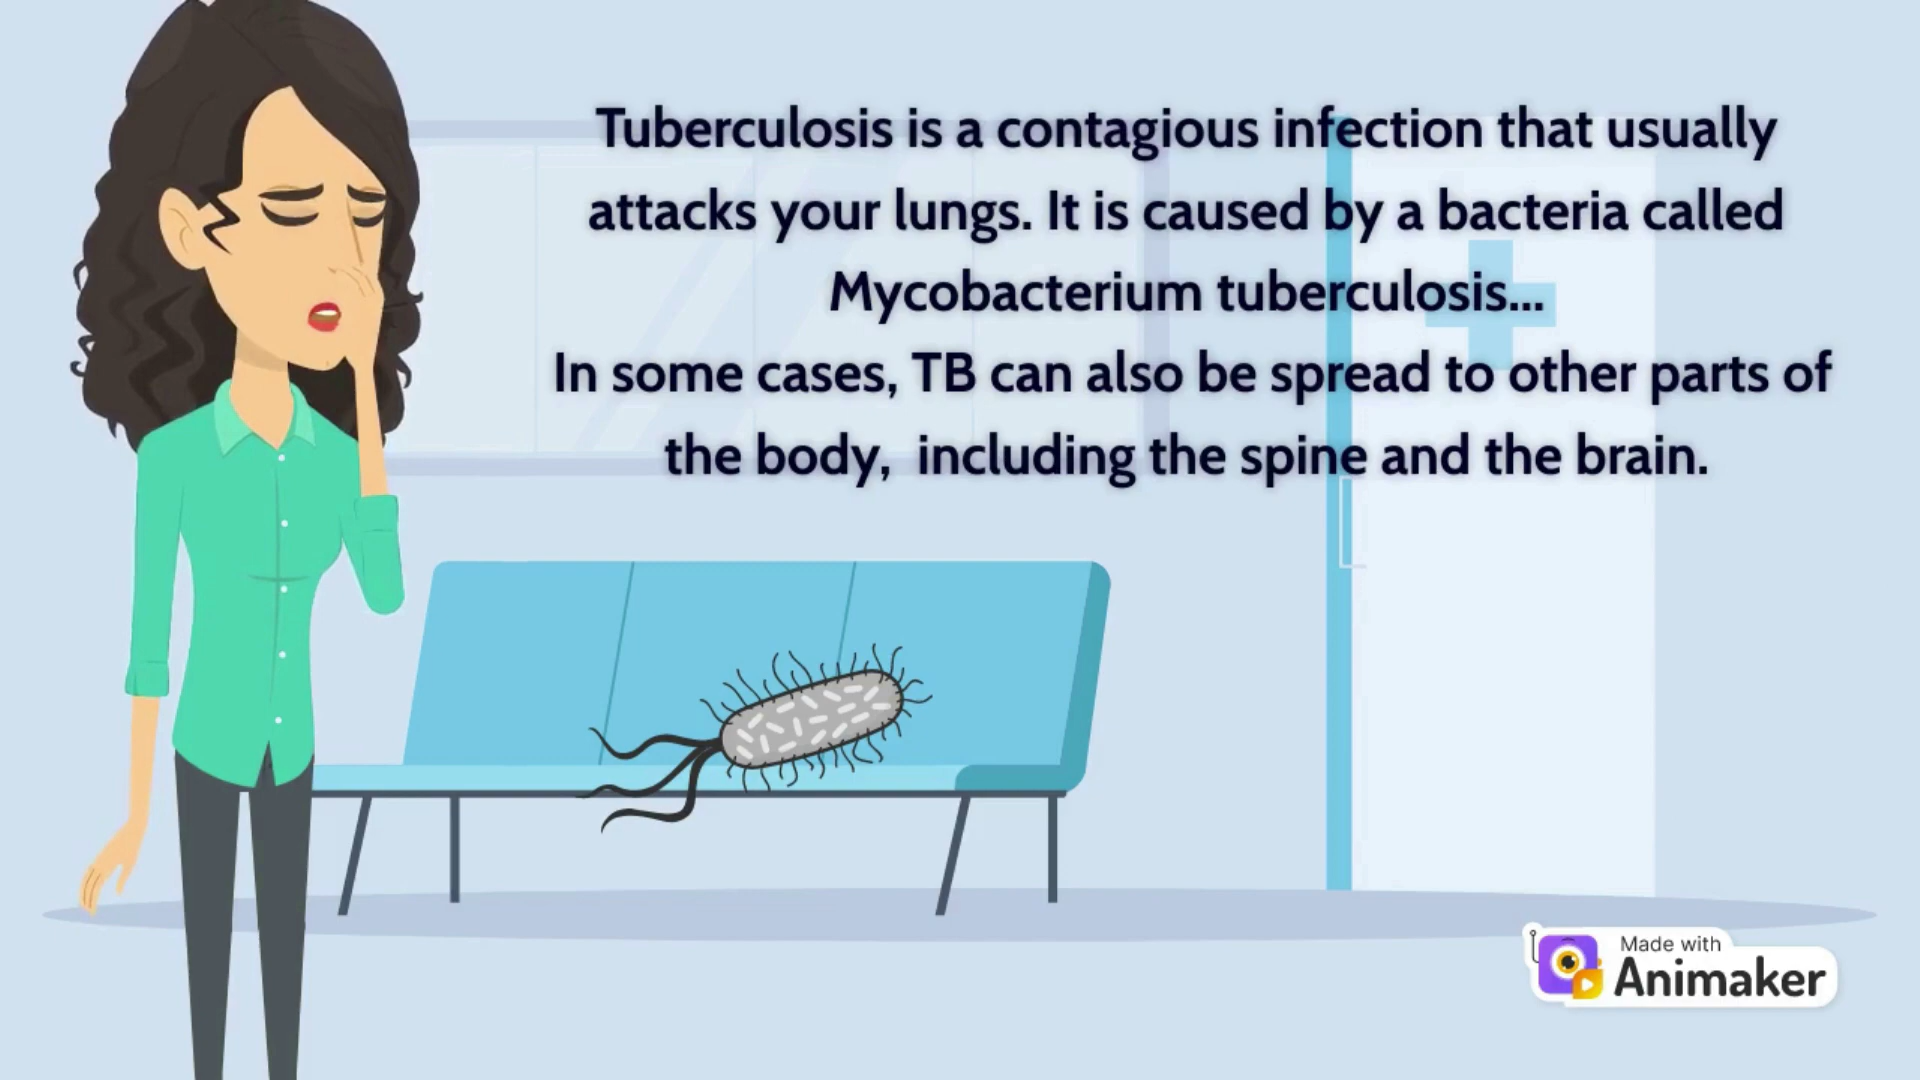 Tuberculosis is a contagious infection that usually
attacks your lungs. It is caused by a bacteria called
Mycobacterium tuberculosis...
In some cases, TB can also be spread to other parts of
the body,  including the spine and the brain.
Made with
Animaker